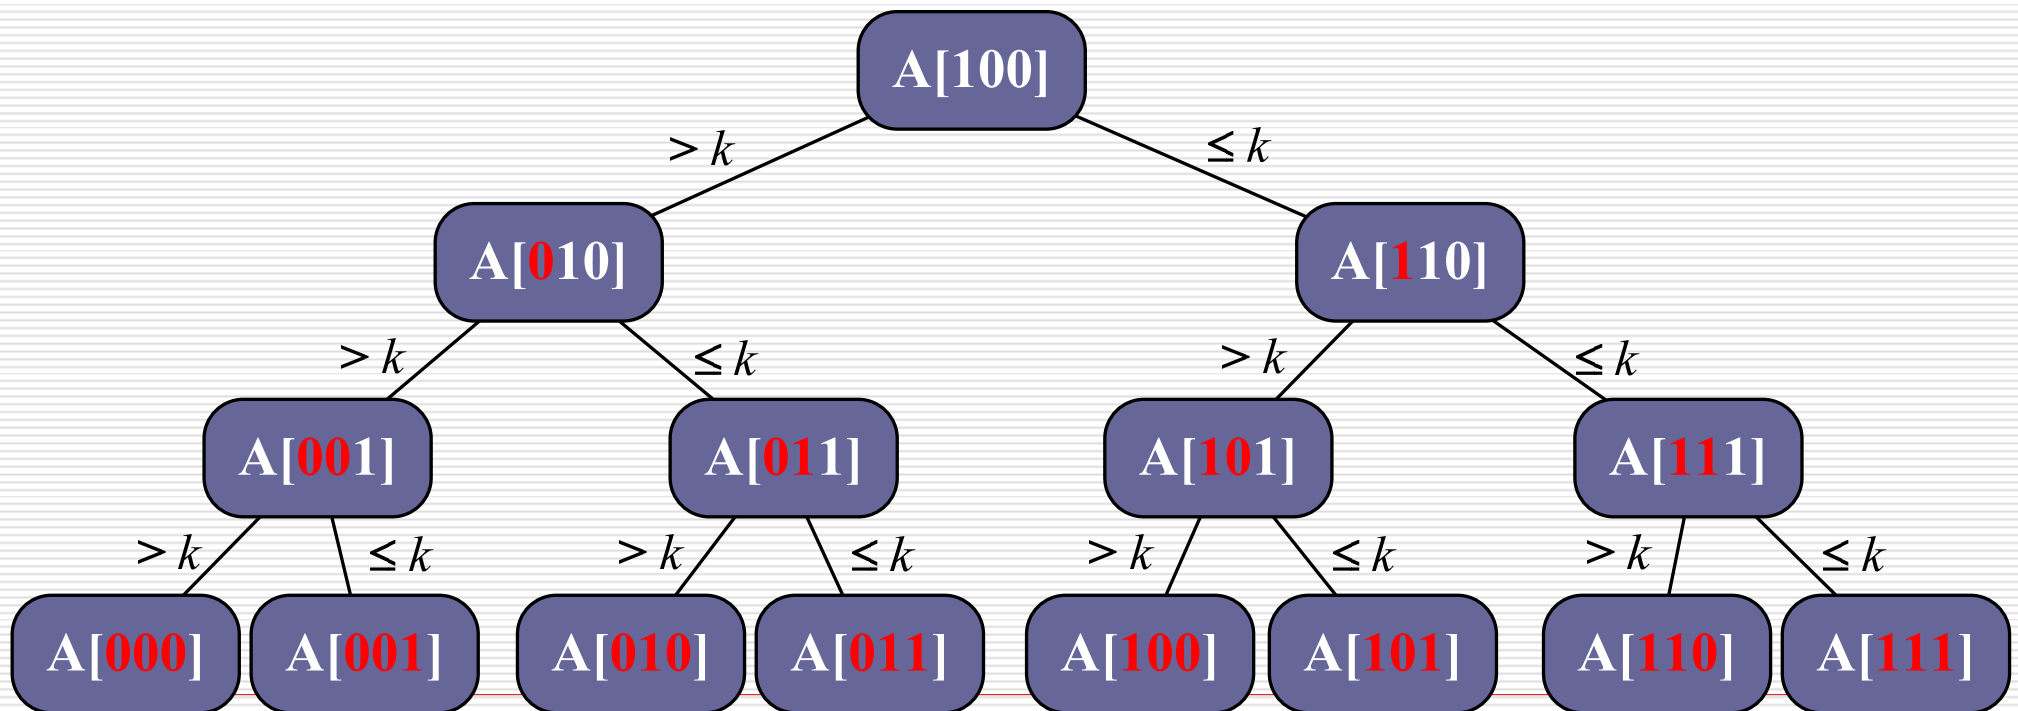 A[100]
> k ≤ k
A[010] A[110]
> k ≤ k > k ≤ k
A[001] A[011] A[101] A[111]
> k ≤ k > k ≤ k > k ≤ k > k ≤ k
A[000] A[001] A[010] A[011] A[100] A[101] A[110] A[111]